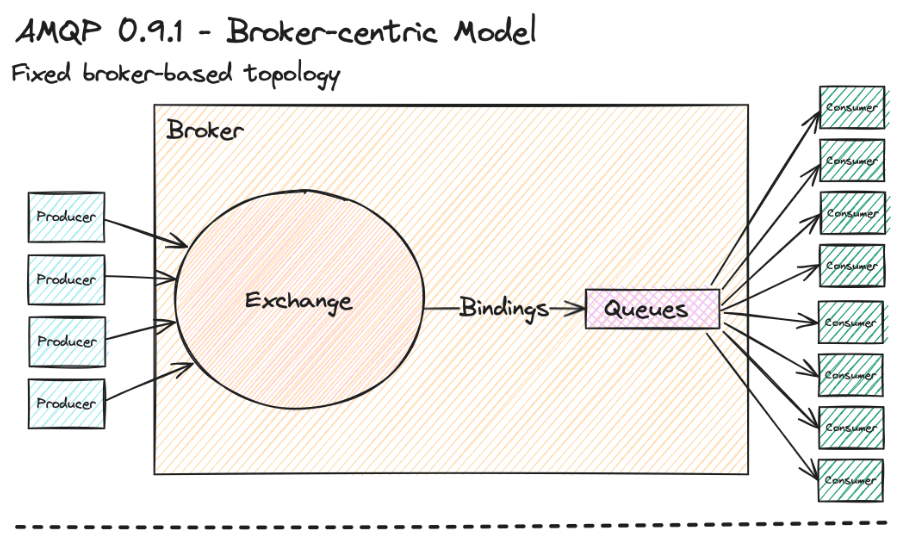 AMQP 0.9.1 - Broker-centric Model
Fixed broker-based topology
Broker
Producer
Producer
Producer
Producer
Exchange
Bindings
Queues
Consumer
Consumer
Consumer
Consumer
Consumer
Consumer
Consumer
Consumer